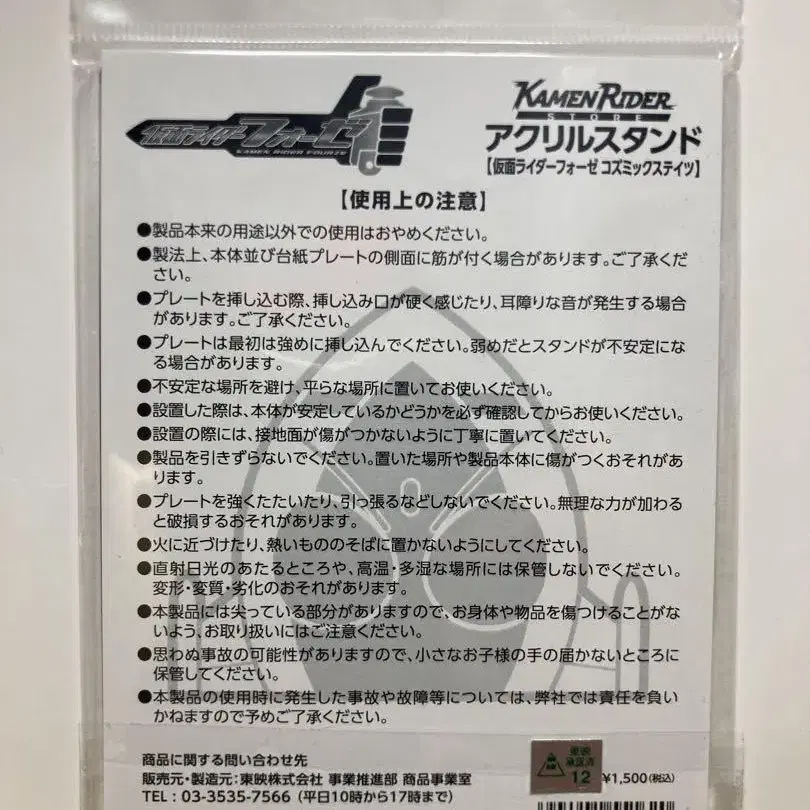 仮面ライダーフォーゼ
KAMEN RIDER FOURZE
KAMEN RIDER
STORE
アクリルスタンド
【仮面ライダーフォーゼ コズミックステイツ】
【使用上の注意】
●製品本来の用途以外での使用はおやめください。
●製法上、本体並び台紙プレートの側面に筋が付く場合があります。ご了承くだ
さい。
●プレートを挿し込む際、挿し込み口が硬く感じたり、耳障りな音が発生する場合
があります。ご了承ください。
●プレートは最初は強めに挿し込んでください。弱めだとスタンドが不安定にな
る場合があります。
●不安定な場所を避け、平らな場所に置いてお使いください。
●設置した際は、本体が安定しているかどうかを必ず確認してからお使いください。
●設置の際には、接地面が傷がつかないように丁寧に置いてください。
●製品を引きずらないでください。置いた場所や製品本体に傷がつくおそれがあ
ります。
●プレートを強くたたいたり、引っ張るなどしないでください。無理な力が加わる
と破損するおそれがあります。
●火に近づけたり、熱いもののそばに置かないようにしてください。
●直射日光のあたるところや、高温・多湿な場所には保管しないでください。
変形・変質・劣化のおそれがあります。
●本製品には尖っている部分がありますので、お身体や物品を傷つけることがな
いよう、お取り扱いにはご注意ください。
●思わぬ事故の可能性がありますので、小さなお子様の手の届かないところに
保管してください。
●本製品の使用時に発生した事故や故障等については、弊社では責任を負い
かねますので予めご了承ください。
商品に関する問い合わせ先
販売元・製造元:東映株式会社 事業推進部 商品事業室
TEL : 03-3535-7566 (平日10時から17時まで)
東映
承認済
12
¥1,500(税込)